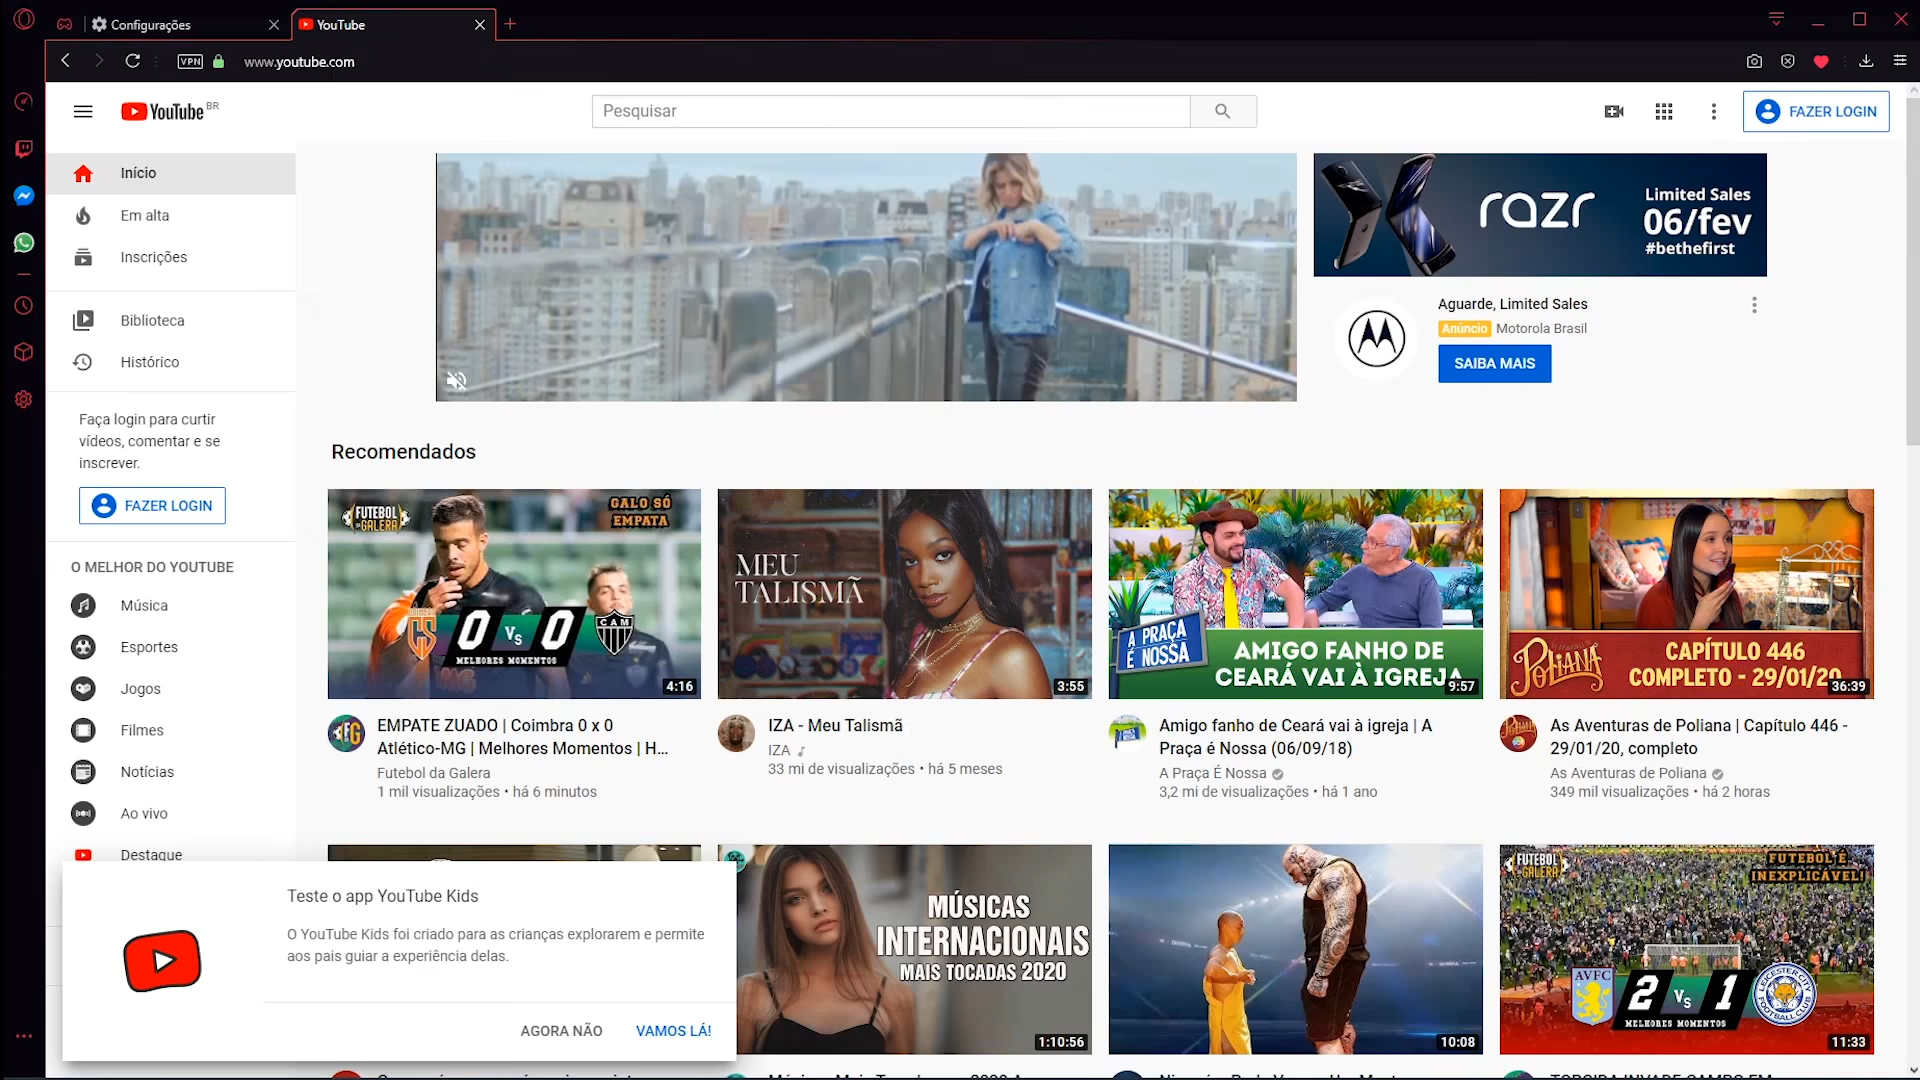 Configurações
YouTube
VPN
www.youtube.com
YouTube BR
Pesquisar
FAZER LOGIN
Início
Em alta
Inscrições
Biblioteca
Histórico
Faça login para curtir
vídeos, comentar e se
inscrever.
FAZER LOGIN
O MELHOR DO YOUTUBE
Música
Esportes
Jogos
Filmes
Notícias
Ao vivo
Destaque
razr
Limited Sales
06/fev
#bethefirst
Aguarde, Limited Sales
Anúncio Motorola Brasil
SAIBA MAIS
Recomendados
FUTEBOL DA GALERA
GALO SÓ
EMPATA
0 VS 0
CAM
MELHORES MOMENTOS
4:16
EMPATE ZUADO | Coimbra 0 x 0
Atlético-MG | Melhores Momentos | H...
Futebol da Galera
1 mil visualizações • há 6 minutos
MEU
TALISMÃ
3:55
IZA - Meu Talismã
IZA
33 mi de visualizações • há 5 meses
A PRAÇA
É NOSSA
AMIGO FANHO DE
CEARÁ VAI À IGREJA
9:57
Amigo fanho de Ceará vai à igreja | A
Praça é Nossa (06/09/18)
A Praça É Nossa
3,2 mi de visualizações • há 1 ano
Poliana
CAPÍTULO 446
COMPLETO - 29/01/20
36:39
As Aventuras de Poliana | Capítulo 446 -
29/01/20, completo
As Aventuras de Poliana
349 mil visualizações • há 2 horas
Teste o app YouTube Kids
O YouTube Kids foi criado para as crianças explorarem e permite
aos pais guiar a experiência delas.
AGORA NÃO
VAMOS LÁ!
MÚSICAS
INTERNACIONAIS
MAIS TOCADAS 2020
1:10:56
10:08
FUTEBOL DA GALERA
FUTEBOL É
INEXPLICÁVEL!
AVFC
2 VS 1
LEICESTER CITY
FOOTBALL CLUB
MELHORES MOMENTOS
11:33